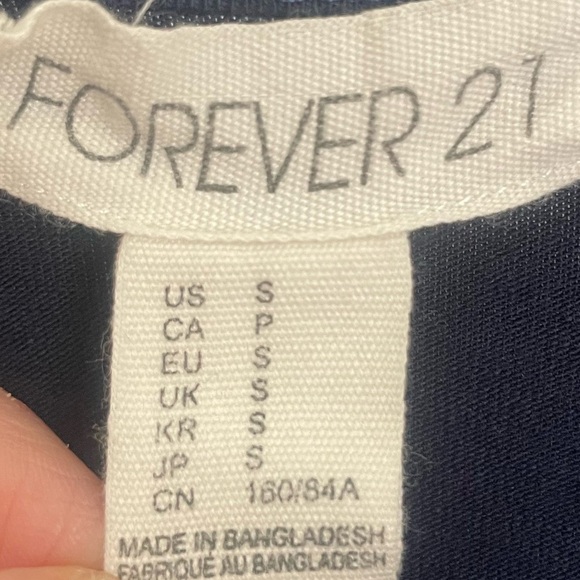 FOREVER 21
US S
CA P
EU S
UK S
KR S
JP S
CN 160/84A
MADE IN BANGLADESH
FABRIQUÉ AU BANGLADESH